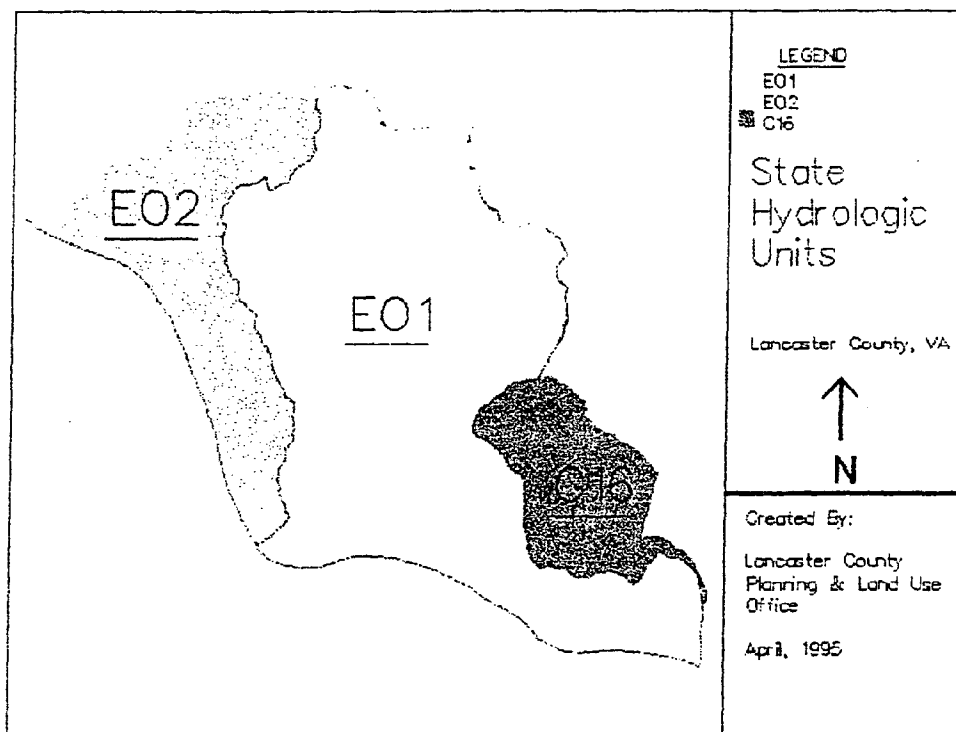 E02
E01
LEGEND
E01
E02
C16
State
Hydrologic
Units
Lancaster County, VA
N
Created By:
Lancaster County
Planning & Land Use
Office
April, 1995